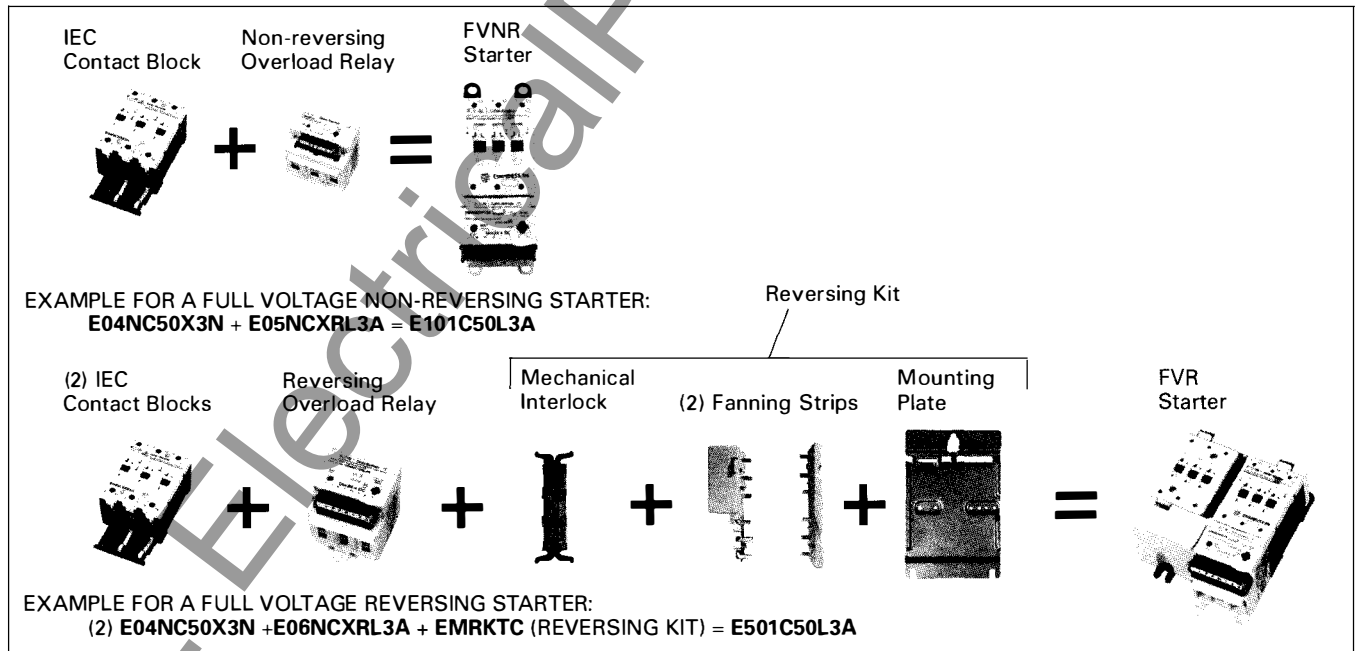 IEC
Contact Block
Non-reversing
Overload Relay
FVNR
Starter
EXAMPLE FOR A FULL VOLTAGE NON-REVERSING STARTER:
E04NC50X3N + E05NCXRL3A = E101C50L3A
Reversing Kit
(2) IEC
Contact Blocks
Reversing
Overload Relay
Mechanical
Interlock
(2) Fanning Strips
Mounting
Plate
FVR
Starter
EXAMPLE FOR A FULL VOLTAGE REVERSING STARTER:
(2) E04NC50X3N +E06NCXRL3A + EMRKTC (REVERSING KIT) = E501C50L3A